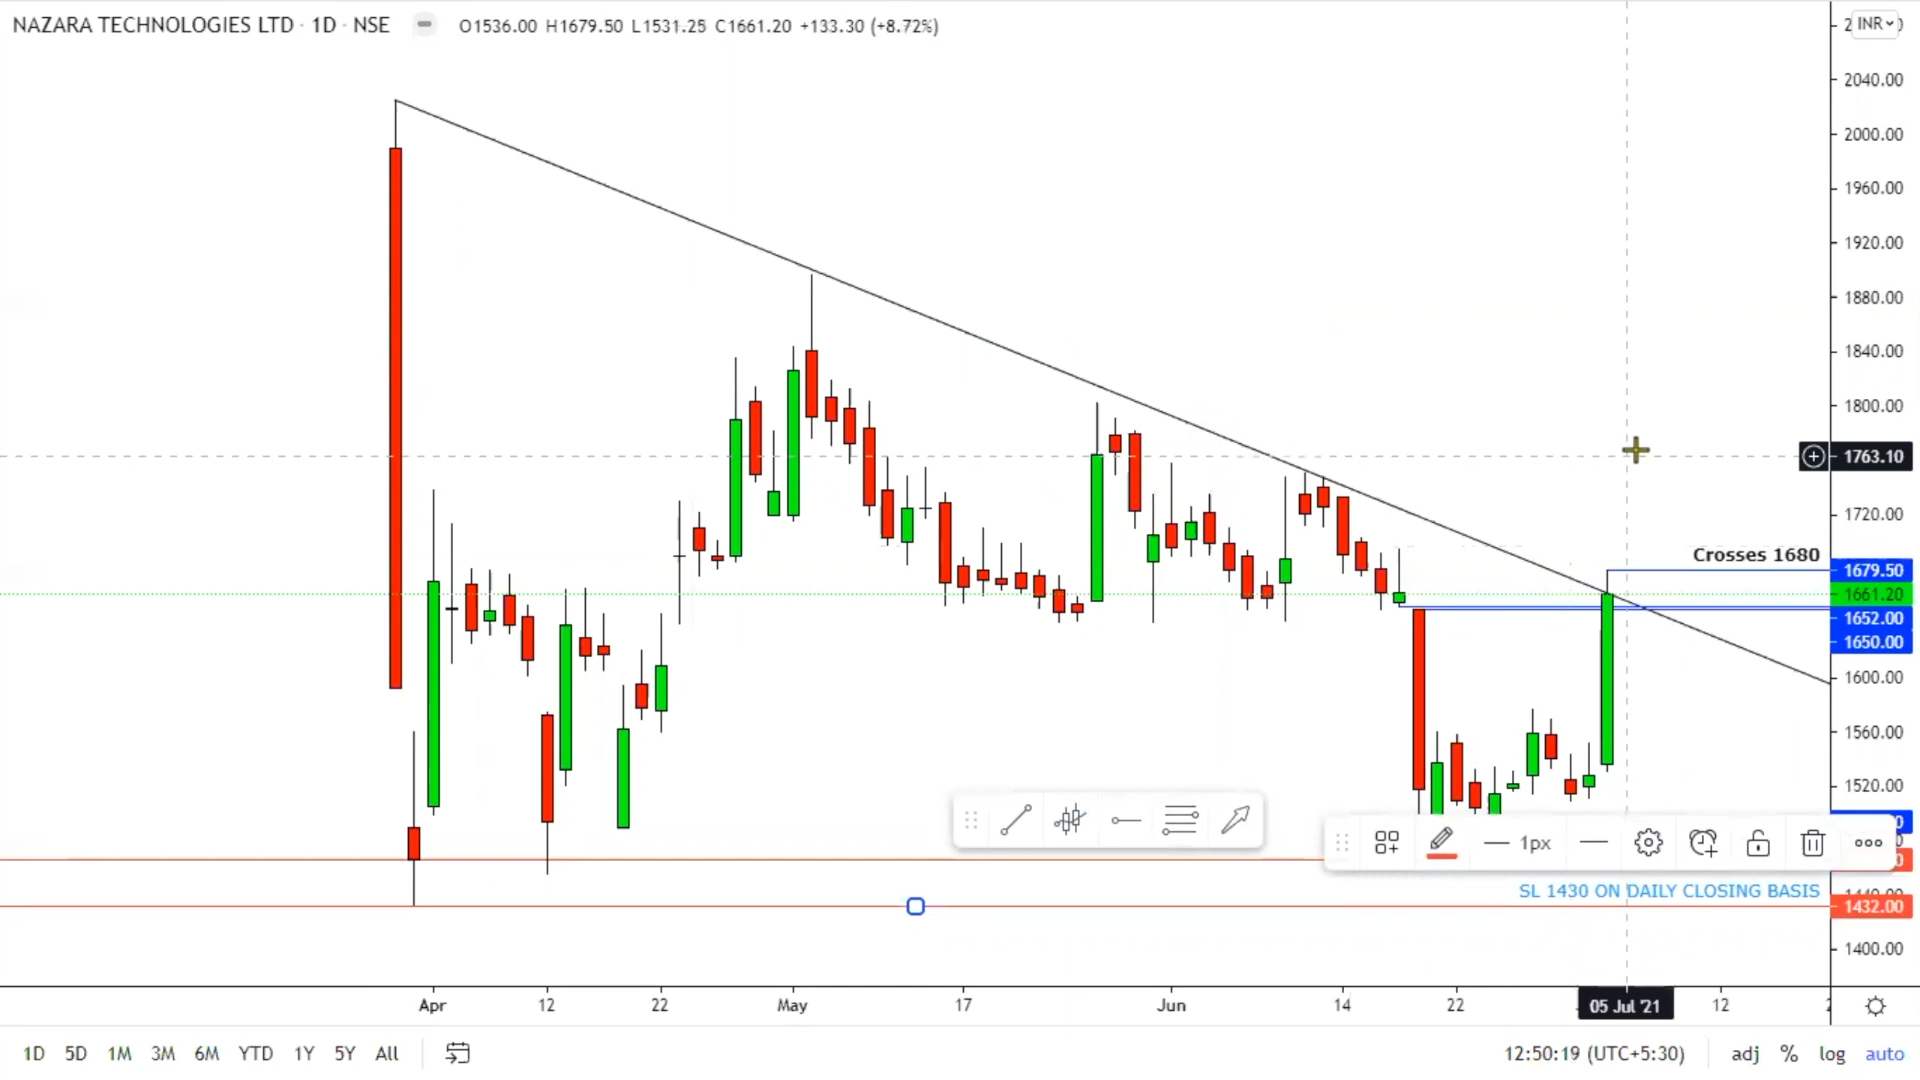 NAZARA TECHNOLOGIES LTD · 1D · NSE O1536.00 H1679.50 L1531.25 C1661.20 +133.30 (+8.72%)
INR
2040.00
2000.00
1960.00
1920.00
1880.00
1840.00
1800.00
1763.10
1720.00
Crosses 1680
1679.50
1661.20
1652.00
1650.00
1600.00
1560.00
1520.00
1px
SL 1430 ON DAILY CLOSING BASIS
1432.00
1400.00
Apr 12 22 May 17 Jun 14 22 05 Jul '21 12
1D 5D 1M 3M 6M YTD 1Y 5Y All 12:50:19 (UTC+5:30) adj % log auto